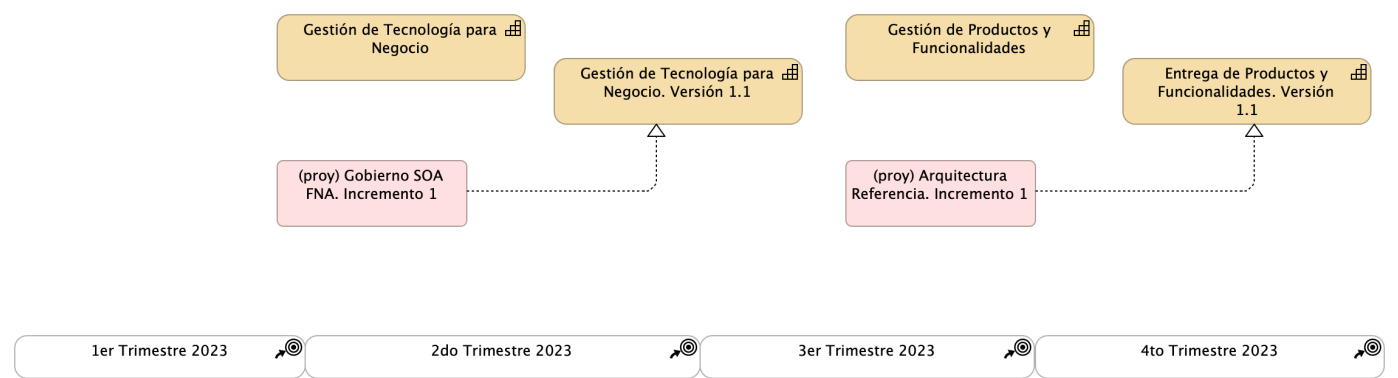 Gestión de Tecnología para
Negocio
Gestión de Productos y
Funcionalidades
Gestión de Tecnología para
Negocio. Versión 1.1
Entrega de Productos y
Funcionalidades. Versión
1.1
(proy) Gobierno SOA
FNA. Incremento 1
(proy) Arquitectura
Referencia. Incremento 1
1er Trimestre 2023
2do Trimestre 2023
3er Trimestre 2023
4to Trimestre 2023